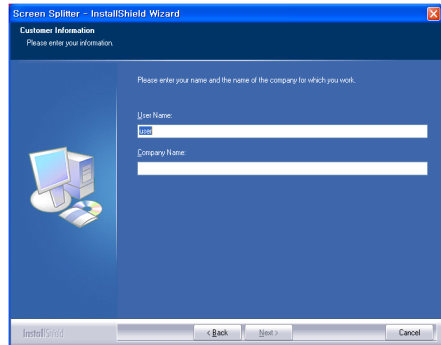 Screen Splitter - InstallShield Wizard
Customer Information
Please enter your information.
Please enter your name and the name of the company for which you work.
User Name:
user
Company Name:
InstallShield
< Back
Next >
Cancel